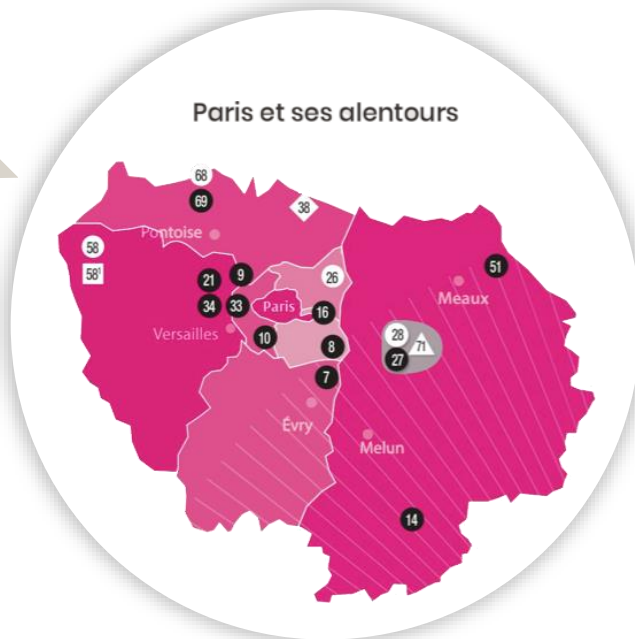 Paris et ses alentours
68
69
38
Pontoise
58
58¹
21
9
26
51
Meaux
34
33
Paris
16
Versailles
10
8
28
71
27
7
Évry
Melun
14